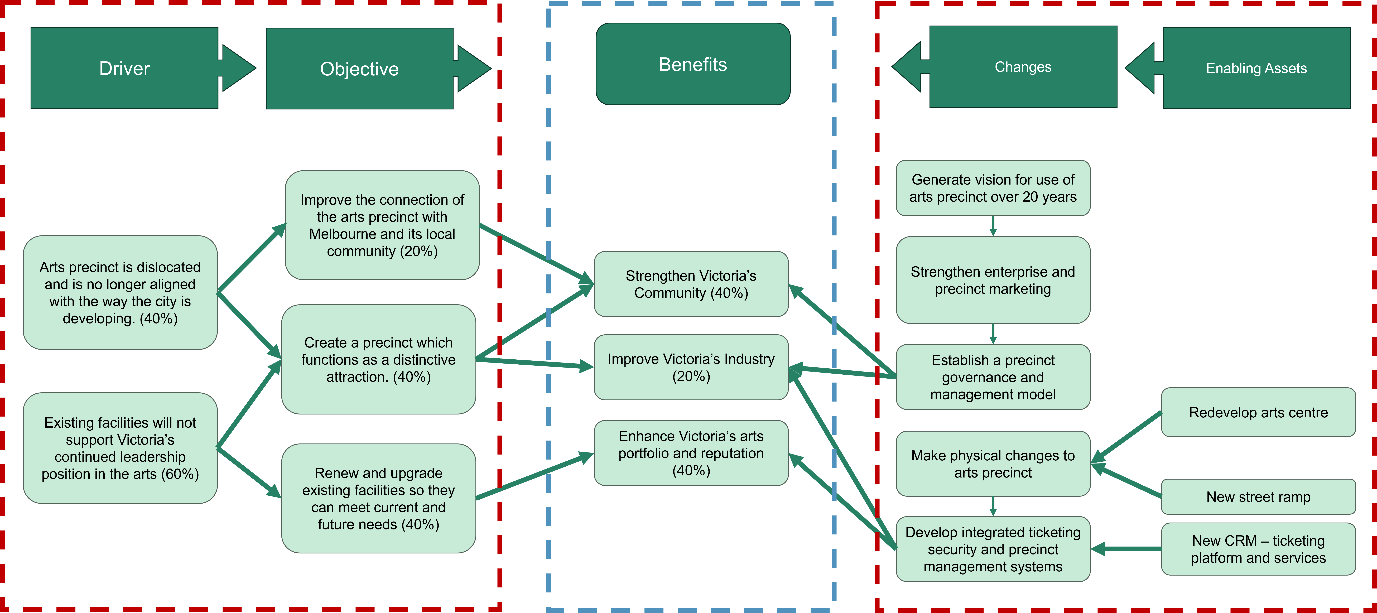 Driver
Objective
Benefits
Changes
Enabling Assets
Arts precinct is dislocated
and is no longer aligned
with the way the city is
developing. (40%)
Existing facilities will not
support Victoria’s
continued leadership
position in the arts (60%)
Improve the connection of
the arts precinct with
Melbourne and its local
community (20%)
Create a precinct which
functions as a distinctive
attraction. (40%)
Renew and upgrade
existing facilities so they
can meet current and
future needs (40%)
Strengthen Victoria’s
Community (40%)
Improve Victoria’s Industry
(20%)
Enhance Victoria’s arts
portfolio and reputation
(40%)
Generate vision for use of
arts precinct over 20 years
Strengthen enterprise and
precinct marketing
Establish a precinct
governance and
management model
Make physical changes to
arts precinct
Develop integrated ticketing
security and precinct
management systems
Redevelop arts centre
New street ramp
New CRM – ticketing
platform and services